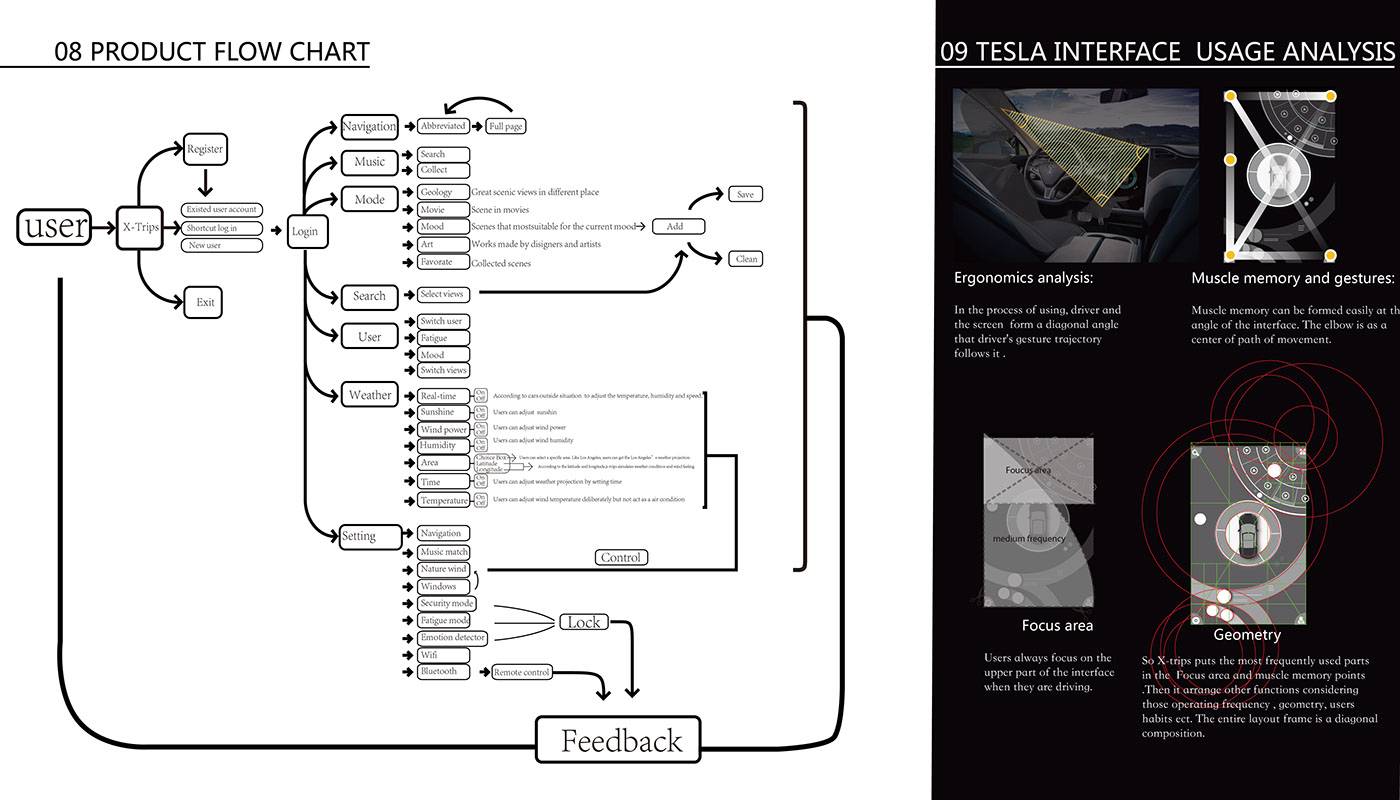 08 PRODUCT FLOW CHART
user
X-Trips
Register
Existed user account
Shortcut log in
New user
Exit
Login
Navigation
Abbreviated
Full page
Music
Search
Collect
Mode
Geology
Great scenic views in different place
Movie
Scene in movies
Mood
Scenes that mostsuitable for the current mood
Art
Works made by disigners and artists
Favorate
Collected scenes
Add
Save
Clean
Search
Select views
User
Switch user
Fatigue
Mood
Switch views
Weather
Real-time
On
Off
According to cars outside situation to adjust the temperature, humidity and speed.
Sunshine
On
Off
Users can adjust sunshin
Wind power
On
Off
Users can adjust wind power
Humidity
On
Off
Users can adjust wind humidity
Area
Choice Box
Latitude
Longitude
Users can select a specific area. Like Los Angeles, users can get the Los Angeles' s weather projection.
According to the latitude and longitude,x-trips simulates weather condition and wind feeling.
Time
On
Off
Users can adjust weather projection by setting time
Temperature
On
Off
Users can adjust wind temperature deliberately but not act as a air condition
Setting
Navigation
Music match
Nature wind
Windows
Security mode
Fatigue mode
Emotion detector
Wifi
Bluetooth
Control
Lock
Remote control
Feedback
09 TESLA INTERFACE USAGE ANALYSIS
Ergonomics analysis:
In the process of using, driver and
the screen form a diagonal angle
that driver's gesture trajectory
follows it .
Muscle memory and gestures:
Muscle memory can be formed easily at th
angle of the interface. The elbow is as a
center of path of movement.
Foucus area
medium frequency
Focus area
Users always focus on the
upper part of the interface
when they are driving.
Geometry
So X-trips puts the most frequently used parts
in the Focus area and muscle memory points
.Then it arrange other functions considering
those operating frequency , geometry, users
habits ect. The entire layout frame is a diagonal
composition.